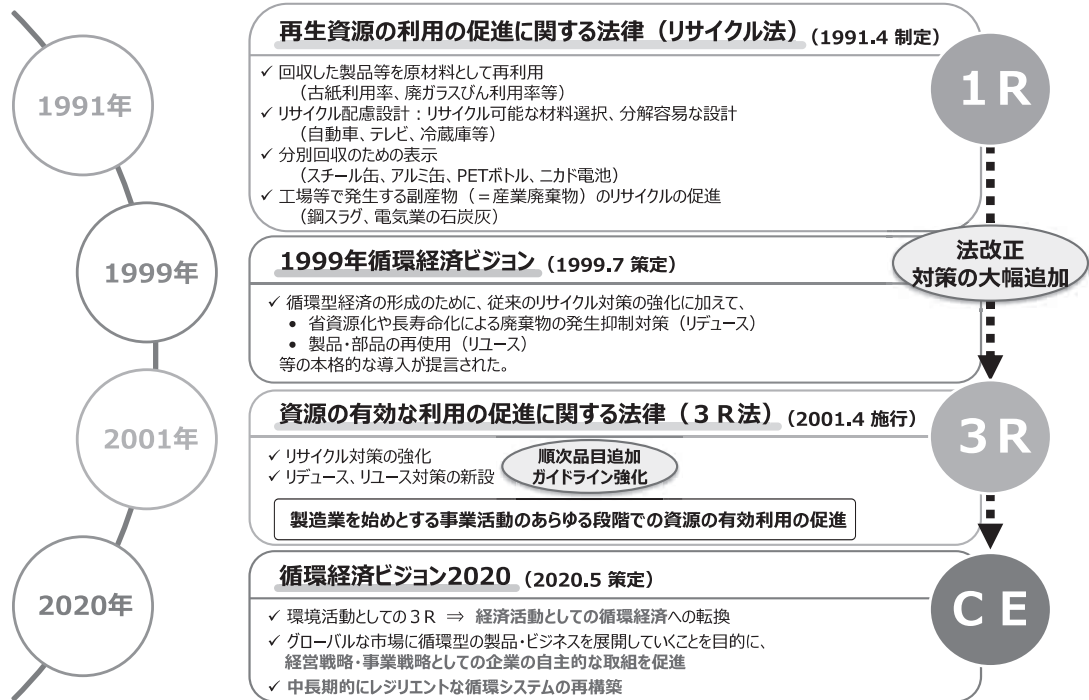 1991年
再生資源の利用の促進に関する法律（リサイクル法）（1991.4 制定）
✓ 回収した製品等を原材料として再利用
（古紙利用率、廃ガラスびん利用率等）
✓ リサイクル配慮設計：リサイクル可能な材料選択、分解容易な設計
（自動車、テレビ、冷蔵庫等）
✓ 分別回収のための表示
（スチール缶、アルミ缶、PETボトル、ニカド電池）
✓ 工場等で発生する副産物（＝産業廃棄物）のリサイクルの促進
（鋼スラグ、電気業の石炭灰）
1R
法改正
対策の大幅追加
1999年
1999年循環経済ビジョン（1999.7 策定）
✓ 循環型経済の形成のために、従来のリサイクル対策の強化に加えて、
• 省資源化や長寿命化による廃棄物の発生抑制対策（リデュース）
• 製品・部品の再使用（リユース）
等の本格的な導入が提言された。
2001年
資源の有効な利用の促進に関する法律（３Ｒ法）（2001.4 施行）
✓ リサイクル対策の強化
✓ リデュース、リユース対策の新設
順次品目追加
ガイドライン強化
製造業を始めとする事業活動のあらゆる段階での資源の有効利用の促進
3R
2020年
循環経済ビジョン2020（2020.5 策定）
✓ 環境活動としての３Ｒ ⇒ 経済活動としての循環経済への転換
✓ グローバルな市場に循環型の製品・ビジネスを展開していくことを目的に、
経営戦略・事業戦略としての企業の自主的な取組を促進
✓ 中長期的にレジリエントな循環システムの再構築
CE